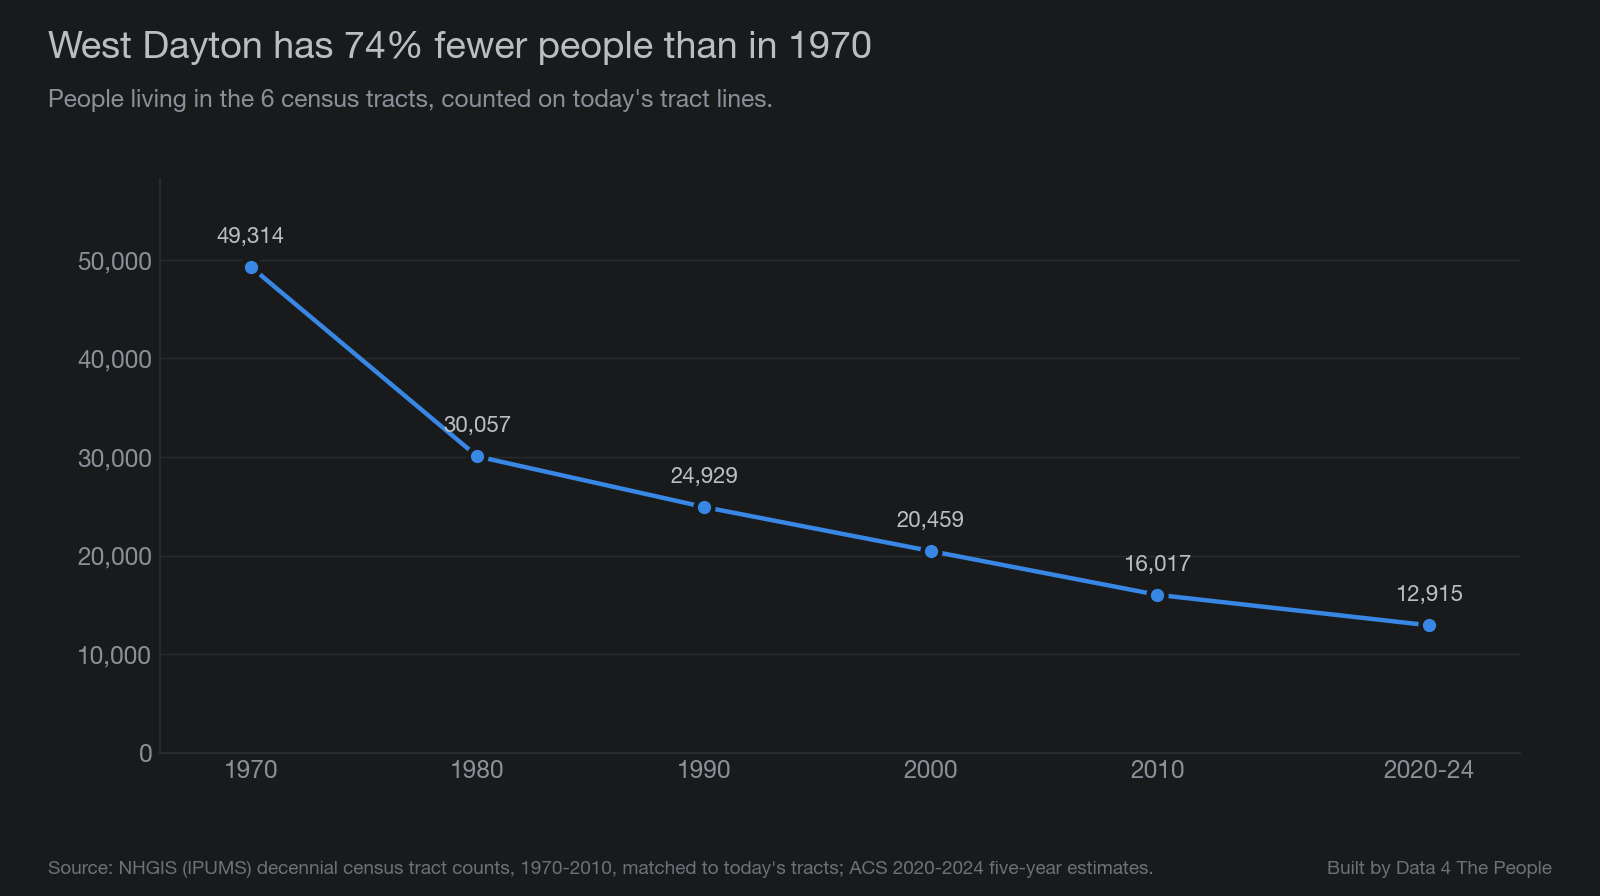 West Dayton has 74% fewer people than in 1970
People living in the 6 census tracts, counted on today's tract lines.
49,314
50,000
40,000
30,057
30,000
24,929
20,459
20,000
16,017
12,915
10,000
0
1970 1980 1990 2000 2010 2020-24
Source: NHGIS (IPUMS) decennial census tract counts, 1970-2010, matched to today's tracts; ACS 2020-2024 five-year estimates.
Built by Data 4 The People